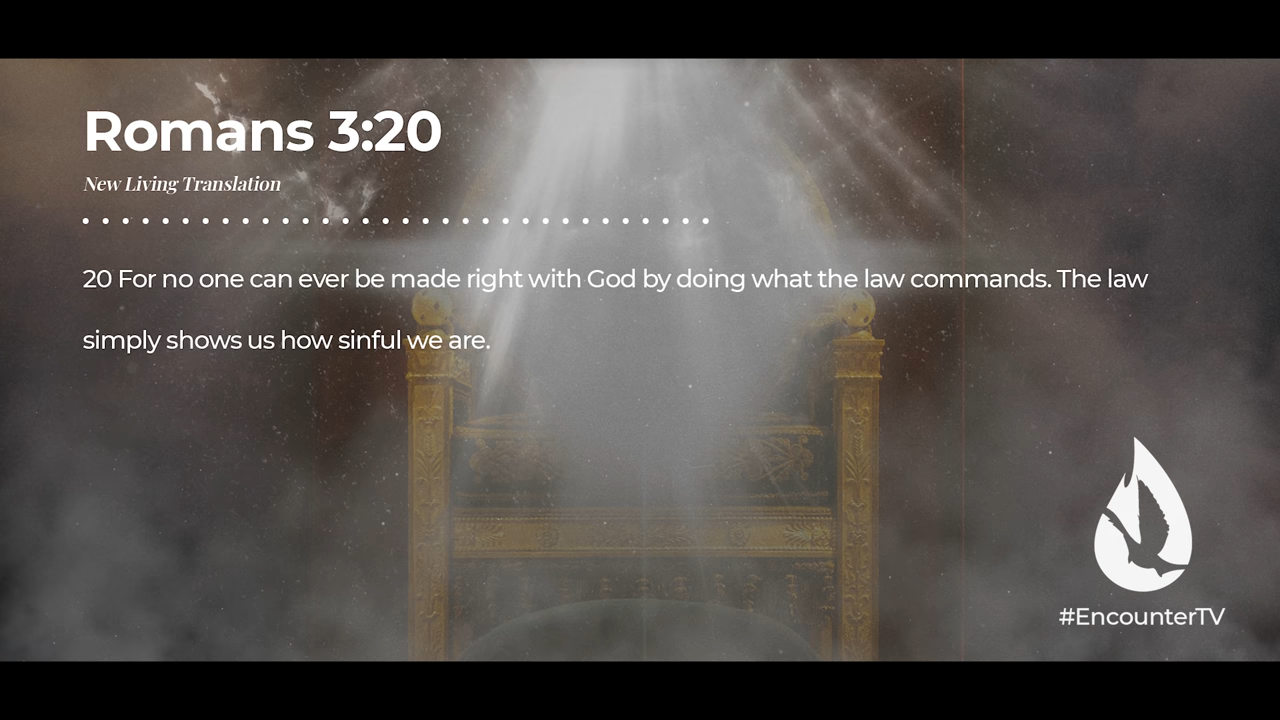 Romans 3:20
New Living Translation
20 For no one can ever be made right with God by doing what the law commands. The law
simply shows us how sinful we are.
#EncounterTV